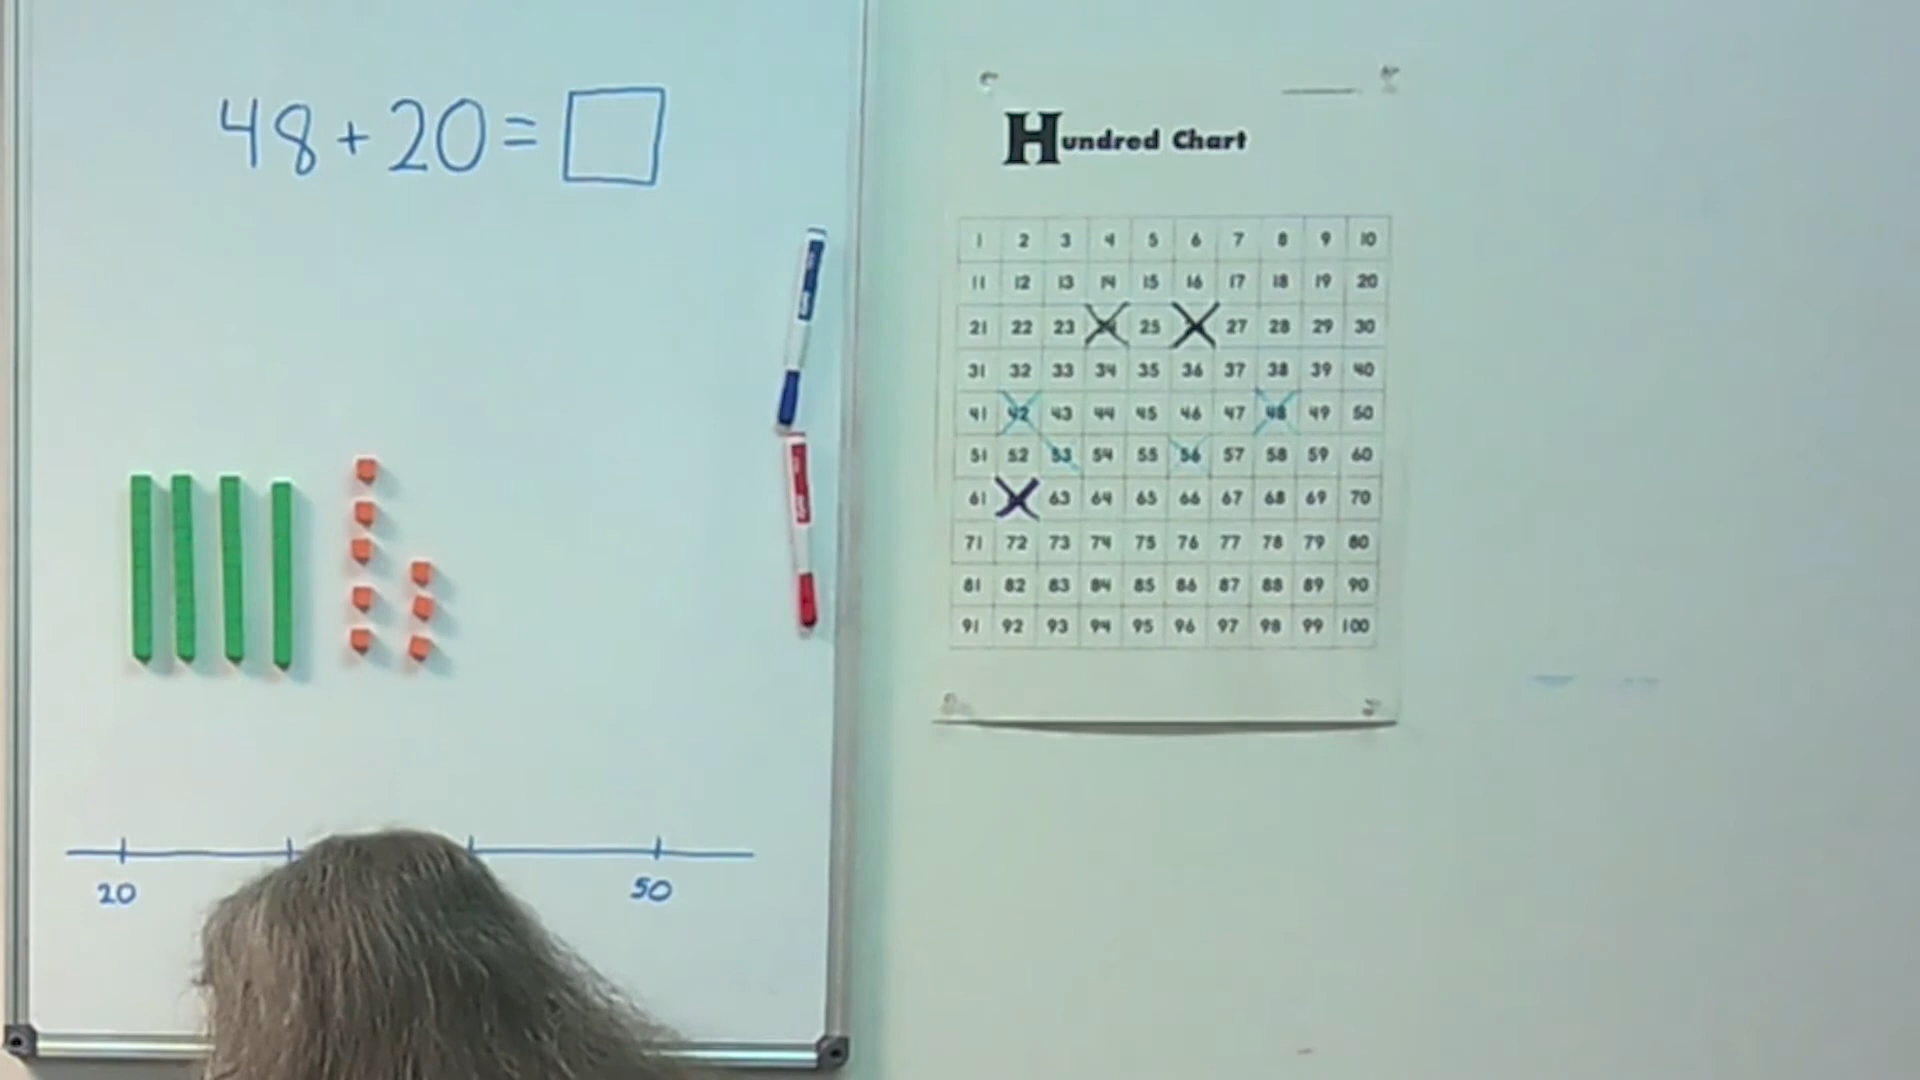 48+20=
20 50
Hundred Chart
1 2 3 4 5 6 7 8 9 10
11 12 13 14 15 16 17 18 19 20
21 22 23 25 27 28 29 30
31 32 33 34 35 36 37 38 39 40
41 42 43 44 45 46 47 48 49 50
51 52 53 54 55 56 57 58 59 60
61 63 64 65 66 67 68 69 70
71 72 73 74 75 76 77 78 79 80
81 82 83 84 85 86 87 88 89 90
91 92 93 94 95 96 97 98 99 100